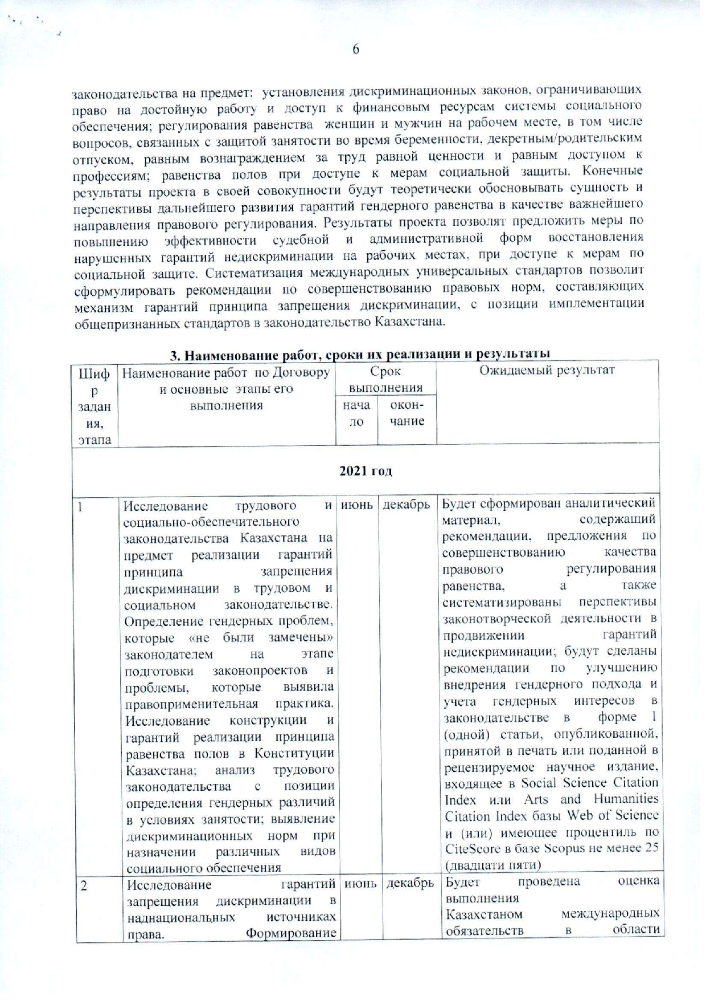 6
законодательства на предмет: установления дискриминационных законов, ограничивающих
право на достойную работу и доступ к финансовым ресурсам системы социального
обеспечения; регулирования равенства женщин и мужчин на рабочем месте, в том числе
вопросов, связанных с защитой занятости во время беременности, декретным/родительским
отпуском, равным вознаграждением за труд равной ценности и равным доступом к
профессиям; равенства полов при доступе к мерам социальной защиты. Конечные
результаты проекта в своей совокупности будут теоретически обосновывать сущность и
перспективы дальнейшего развития гарантий гендерного равенства в качестве важнейшего
направления правового регулирования. Результаты проекта позволят предложить меры по
повышению эффективности судебной и административной форм восстановления
нарушенных гарантий недискриминации на рабочих местах, при доступе к мерам по
социальной защите. Систематизация международных универсальных стандартов позволит
сформулировать рекомендации по совершенствованию правовых норм, составляющих
механизм гарантий принципа запрещения дискриминации, с позиции имплементации
общепризнанных стандартов в законодательство Казахстана.
3. Наименование работ, сроки их реализации и результаты
Шиф
р
задан
ия,
этапа
Наименование работ по Договору
и основные этапы его
выполнения
Срок
выполнения
нача
ло
окон-
чание
Ожидаемый результат
2021 год
1
Исследование трудового и
социально-обеспечительного
законодательства Казахстана на
предмет реализации гарантий
принципа запрещения
дискриминации в трудовом и
социальном законодательстве.
Определение гендерных проблем,
которые «не были замечены»
законодателем на этапе
подготовки законопроектов и
проблемы, которые выявила
правоприменительная практика.
Исследование конструкции и
гарантий реализации принципа
равенства полов в Конституции
Казахстана; анализ трудового
законодательства с позиции
определения гендерных различий
в условиях занятости; выявление
дискриминационных норм при
назначении различных видов
социального обеспечения
июнь
декабрь
Будет сформирован аналитический
материал, содержащий
рекомендации, предложения по
совершенствованию качества
правового регулирования
равенства, а также
систематизированы перспективы
законотворческой деятельности в
продвижении гарантий
недискриминации; будут сделаны
рекомендации по улучшению
внедрения гендерного подхода и
учета гендерных интересов в
законодательстве в форме 1
(одной) статьи, опубликованной,
принятой в печать или поданной в
рецензируемое научное издание,
входящее в Social Science Citation
Index или Arts and Humanities
Citation Index базы Web of Science
и (или) имеющее процентиль по
CiteScore в базе Scopus не менее 25
(двадцати пяти)
2
Исследование гарантий
запрещения дискриминации в
наднациональных источниках
права. Формирование
июнь
декабрь
Будет проведена оценка
выполнения
Казахстаном международных
обязательств в области